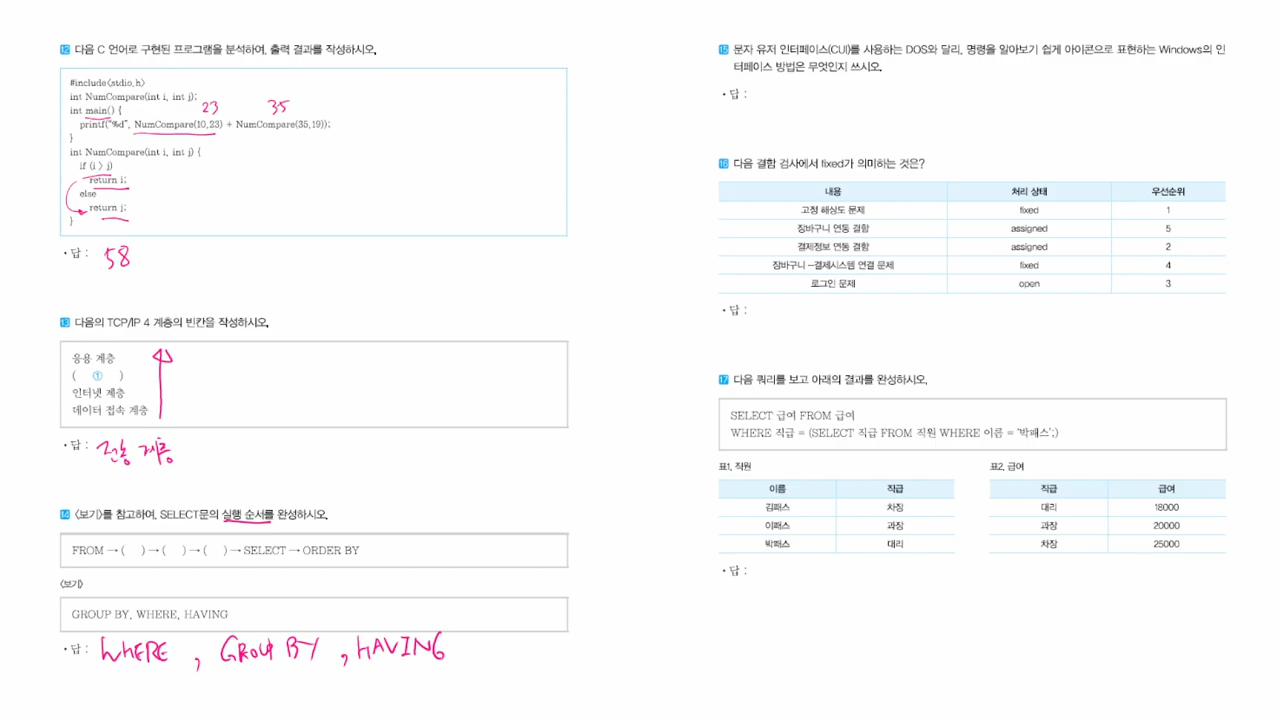 12 다음 C 언어로 구현된 프로그램을 분석하여, 출력 결과를 작성하시오.
#include<stdio.h>
int NumCompare(int i, int j);
int main() {
23 35
printf("%d", NumCompare(10,23) + NumCompare(35,19));
}
int NumCompare(int i, int j) {
if (i > j)
return i;
else
return j;
}
• 답 : 58
13 다음의 TCP/IP 4 계층의 빈칸을 작성하시오.
응용 계층
( ① )
인터넷 계층
데이터 접속 계층
• 답 : 전송 계층
14 <보기>를 참고하여, SELECT문의 실행 순서를 완성하시오.
FROM → ( ) → ( ) → ( ) → SELECT → ORDER BY
<보기>
GROUP BY, WHERE, HAVING
• 답 : WHERE , GROUP BY , HAVING
15 문자 유저 인터페이스(CUI)를 사용하는 DOS와 달리, 명령을 알아보기 쉽게 아이콘으로 표현하는 Windows의 인
터페이스 방법은 무엇인지 쓰시오.
• 답 :
16 다음 결함 검사에서 fixed가 의미하는 것은?
내용 처리 상태 우선순위
고정 해상도 문제 fixed 1
장바구니 연동 결함 assigned 5
결제정보 연동 결함 assigned 2
장바구니-결제시스템 연결 문제 fixed 4
로그인 문제 open 3
• 답 :
17 다음 쿼리를 보고 아래의 결과를 완성하시오.
SELECT 급여 FROM 급여
WHERE 직급 = (SELECT 직급 FROM 직원 WHERE 이름 = '박패스';)
표1. 직원 표2. 급여
이름 직급 직급 급여
김패스 차장 대리 18000
이패스 과장 과장 20000
박패스 대리 차장 25000
• 답 :